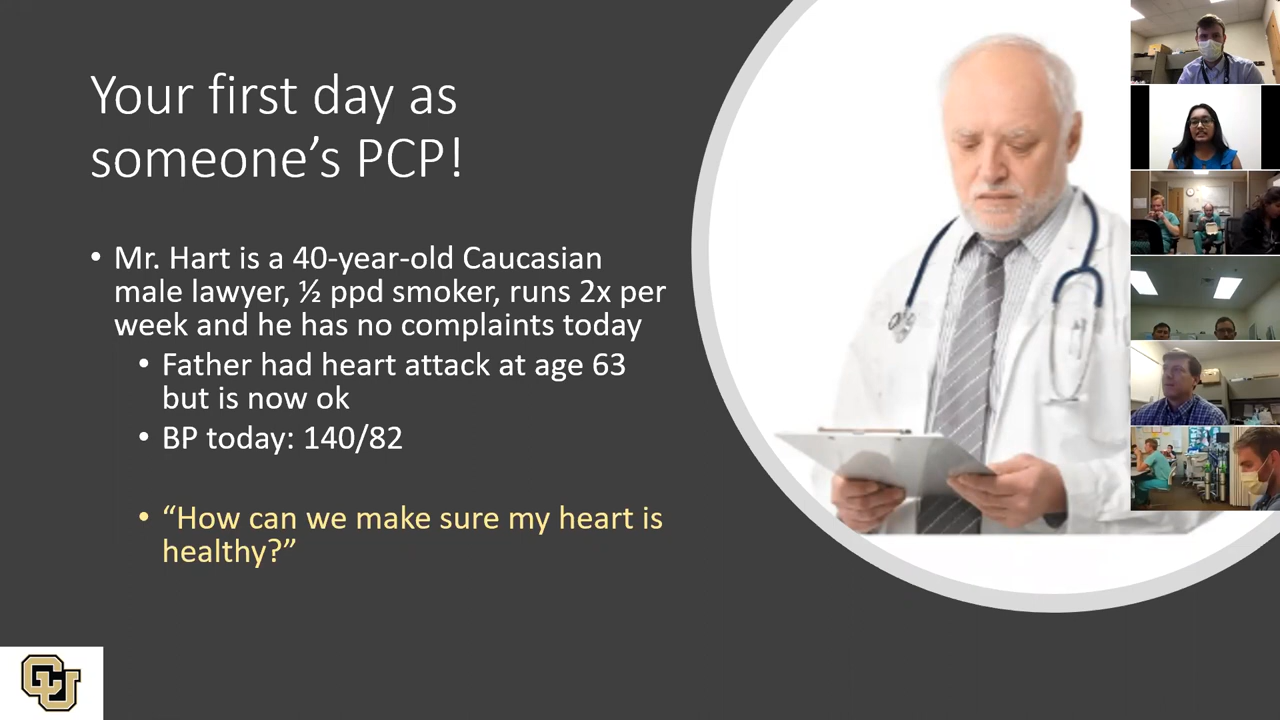 Your first day as
someone’s PCP!
• Mr. Hart is a 40-year-old Caucasian
male lawyer, ½ ppd smoker, runs 2x per
week and he has no complaints today
• Father had heart attack at age 63
but is now ok
• BP today: 140/82
• “How can we make sure my heart is
healthy?”
CU